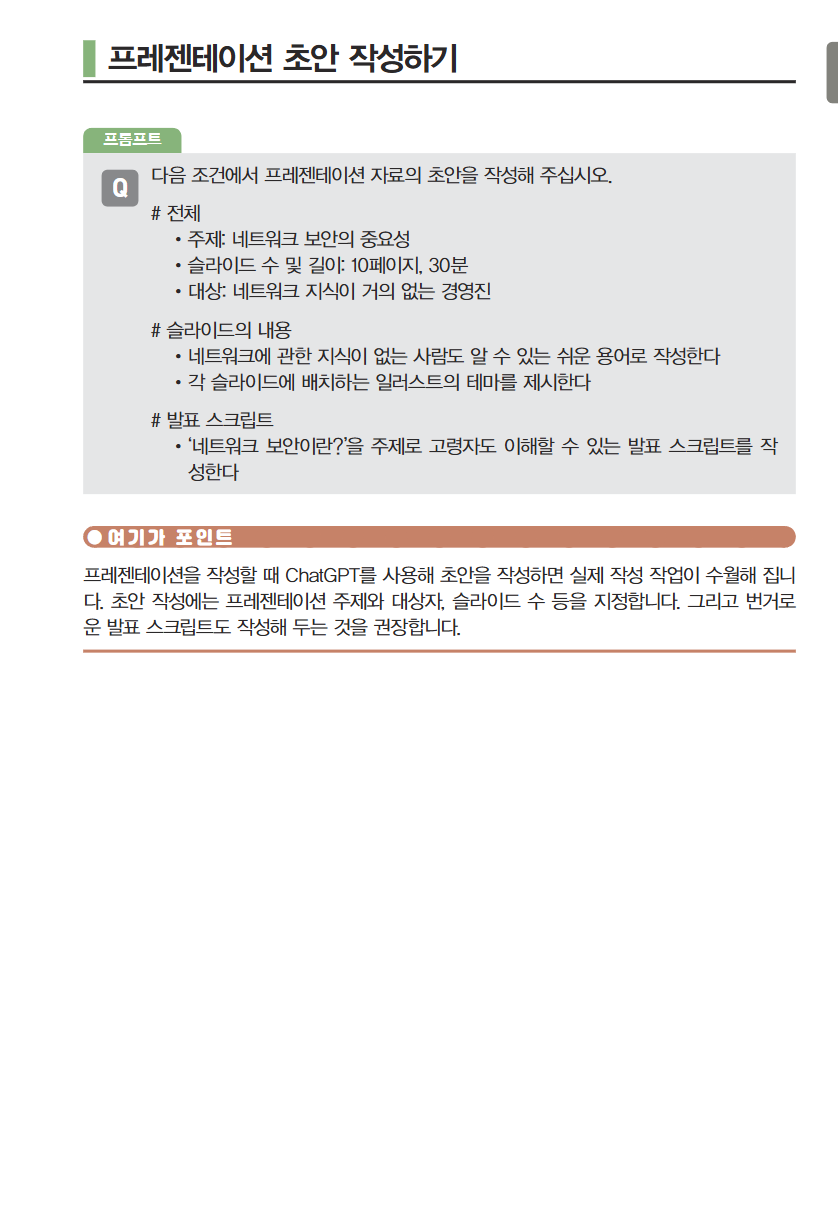 프레젠테이션 초안 작성하기
프롬프트
Q
다음 조건에서 프레젠테이션 자료의 초안을 작성해 주십시오.
# 전체
• 주제: 네트워크 보안의 중요성
• 슬라이드 수 및 길이: 10페이지, 30분
• 대상: 네트워크 지식이 거의 없는 경영진
# 슬라이드의 내용
• 네트워크에 관한 지식이 없는 사람도 알 수 있는 쉬운 용어로 작성한다
• 각 슬라이드에 배치하는 일러스트의 테마를 제시한다
# 발표 스크립트
• ‘네트워크 보안이란?’을 주제로 고령자도 이해할 수 있는 발표 스크립트를 작
성한다
여기가 포인트
프레젠테이션을 작성할 때 ChatGPT를 사용해 초안을 작성하면 실제 작성 작업이 수월해 집니
다. 초안 작성에는 프레젠테이션 주제와 대상자, 슬라이드 수 등을 지정합니다. 그리고 번거로
운 발표 스크립트도 작성해 두는 것을 권장합니다.